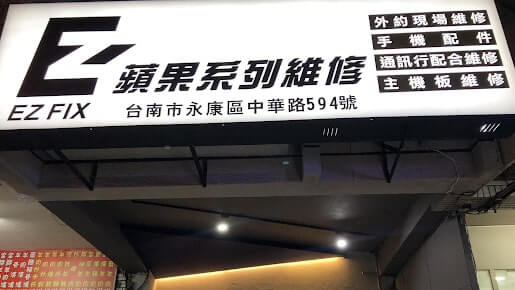 EZ FIX
蘋果系列維修
台南市永康區中華路594號
外約現場維修
手機配件
通訊行配合維修
主機板維修